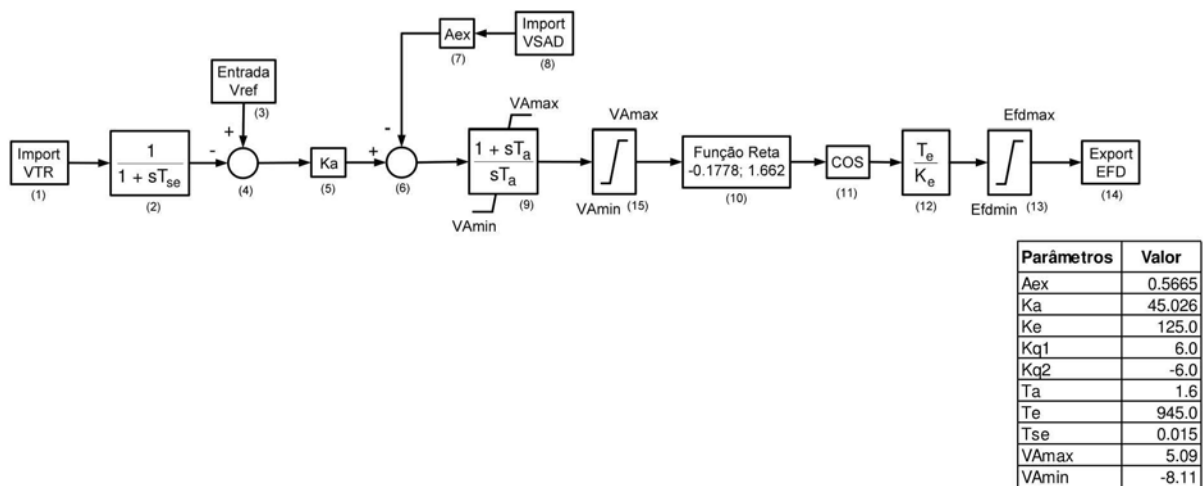 Import
VSAD
(8)
Aex
(7)
Entrada
Vref
(3)
Import
VTR
(1)
1
1 + sTse
(2)
-
+
(4)
Ka
(5)
-
+
(6)
VAmax
1 + sTa
sTa
(9)
VAmin
VAmax
VAmin
(15)
Função Reta
-0.1778; 1.662
(10)
COS
(11)
Te
Ke
(12)
Efdmax
Efdmin
(13)
Export
EFD
(14)
Parâmetros Valor
Aex 0.5665
Ka 45.026
Ke 125.0
Kq1 6.0
Kq2 -6.0
Ta 1.6
Te 945.0
Tse 0.015
VAmax 5.09
VAmin -8.11